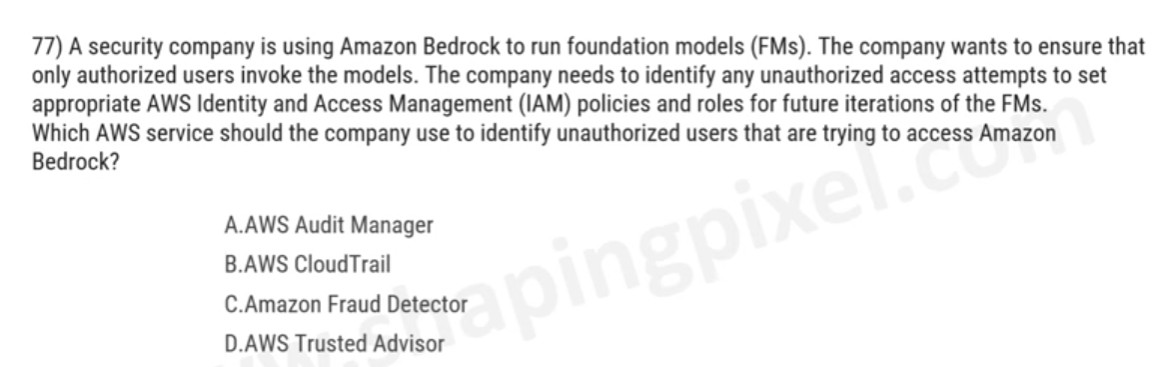 77) A security company is using Amazon Bedrock to run foundation models (FMs). The company wants to ensure that
only authorized users invoke the models. The company needs to identify any unauthorized access attempts to set
appropriate AWS Identity and Access Management (IAM) policies and roles for future iterations of the FMs.
Which AWS service should the company use to identify unauthorized users that are trying to access Amazon
Bedrock?
A.AWS Audit Manager
B.AWS CloudTrail
C.Amazon Fraud Detector
D.AWS Trusted Advisor
w.shapingpixel.com